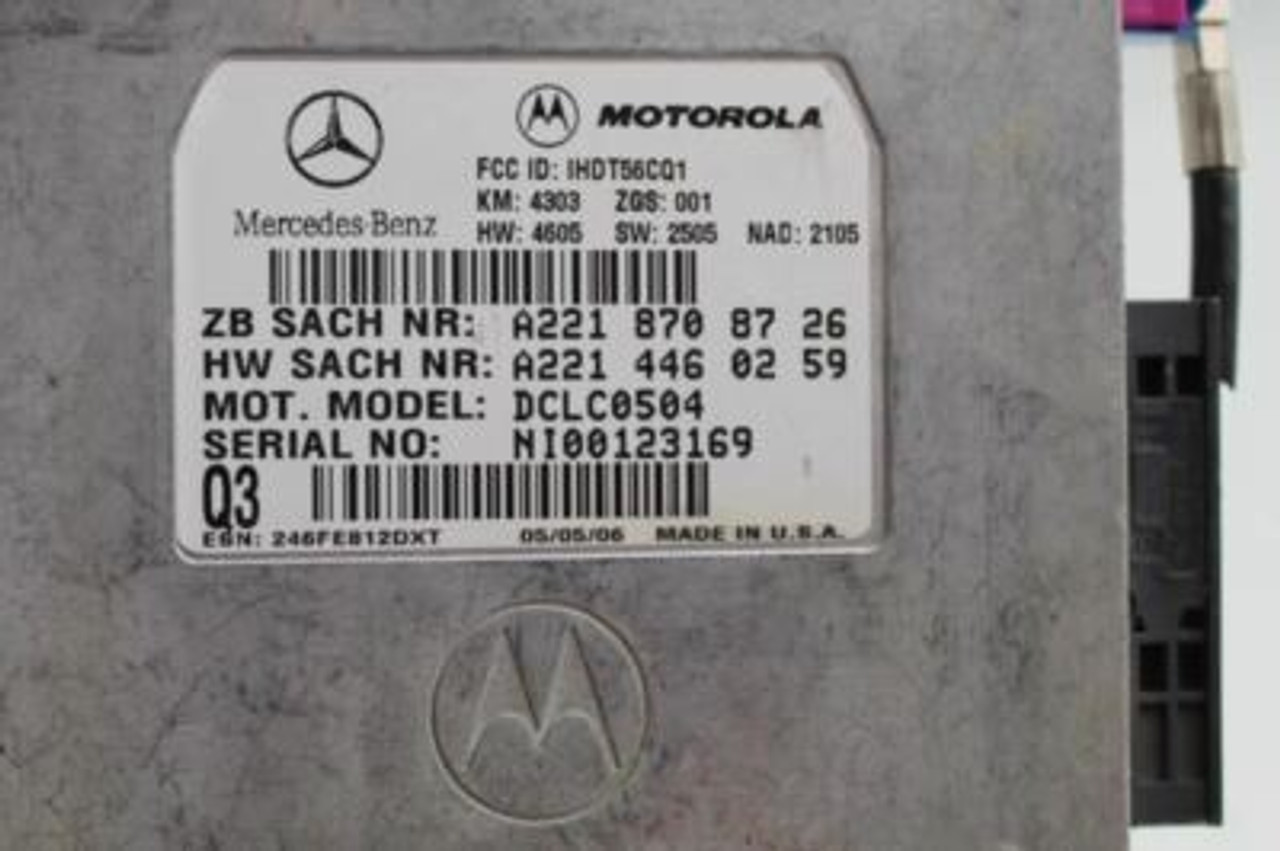 MOTOROLA
FCC ID: IHDT56CQ1
KM: 4303 ZGS: 001
Mercedes-Benz
HW: 4605 SW: 2505 NAD: 2105
ZB SACH NR: A221 870 87 26
HW SACH NR: A221 446 02 59
MOT. MODEL: DCLC0504
SERIAL NO: NI00123169
Q3
ESN: 246FE812DXT 05/05/06 MADE IN U.S.A.